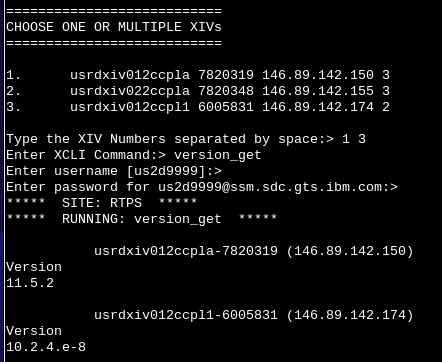 ===========================
CHOOSE ONE OR MULTIPLE XIVs
===========================
1.      usrdxiv012ccpla 7820319 146.89.142.150 3
2.      usrdxiv022ccpla 7820348 146.89.142.155 3
3.      usrdxiv012ccpl1 6005831 146.89.142.174 2
Type the XIV Numbers separated by space:> 1 3
Enter XCLI Command:> version_get
Enter username [us2d9999]:>
Enter password for us2d9999@ssm.sdc.gts.ibm.com:>
*****  SITE: RTPS  *****
*****  RUNNING: version_get  *****
           usrdxiv012ccpla-7820319 (146.89.142.150)
Version
11.5.2
           usrdxiv012ccpl1-6005831 (146.89.142.174)
Version
10.2.4.e-8